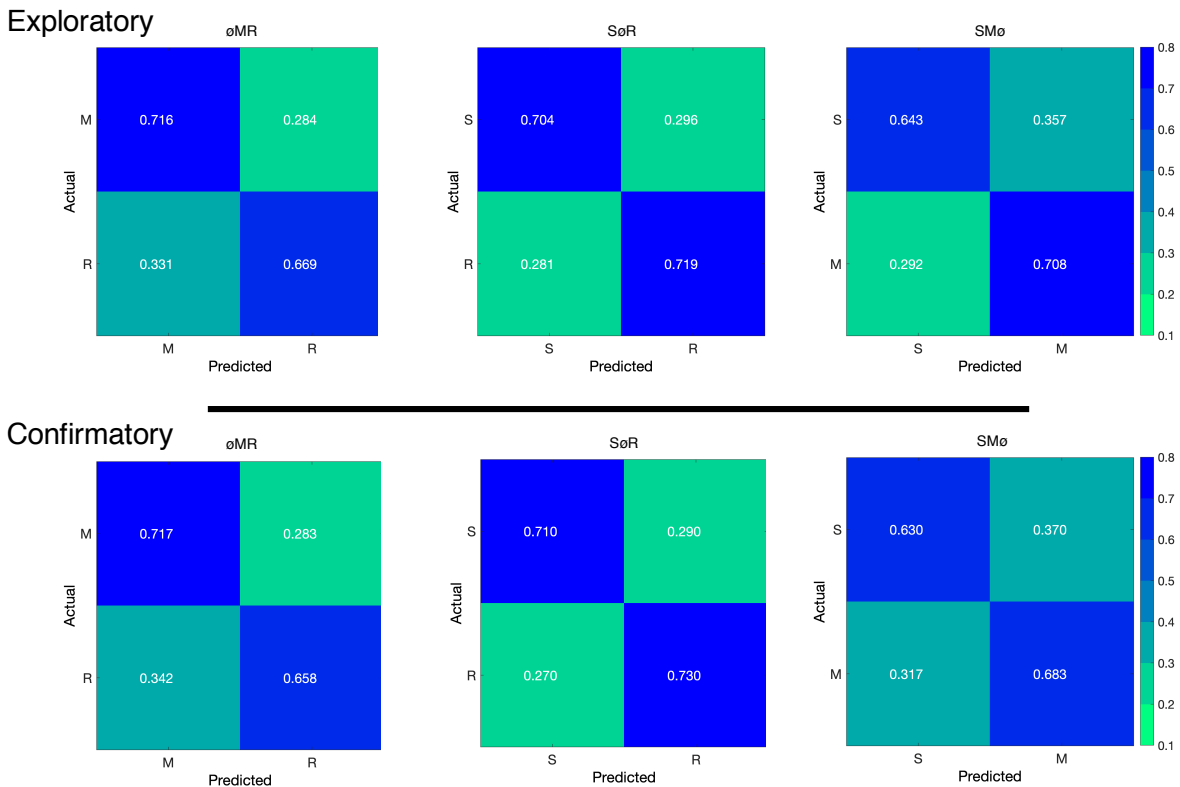 Exploratory
øMR
SøR
SMø
M 0.716 0.284
R 0.331 0.669
Actual
M R
Predicted
S 0.704 0.296
R 0.281 0.719
Actual
S R
Predicted
S 0.643 0.357
M 0.292 0.708
Actual
S M
Predicted
0.8
0.7
0.6
0.5
0.4
0.3
0.2
0.1
Confirmatory
øMR
SøR
SMø
M 0.717 0.283
R 0.342 0.658
Actual
M R
Predicted
S 0.710 0.290
R 0.270 0.730
Actual
S R
Predicted
S 0.630 0.370
M 0.317 0.683
Actual
S M
Predicted
0.8
0.7
0.6
0.5
0.4
0.3
0.2
0.1